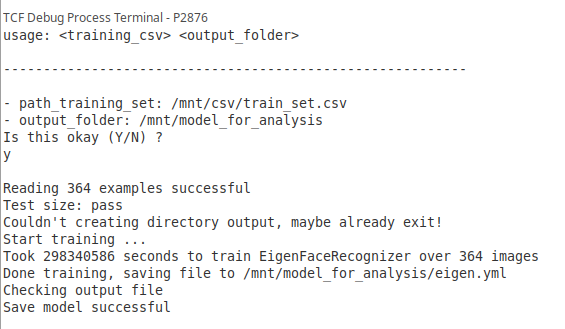 TCF Debug Process Terminal - P2876
usage: <training_csv> <output_folder>
----------------------------------------------------------
- path_training_set: /mnt/csv/train_set.csv
- output_folder: /mnt/model_for_analysis
Is this okay (Y/N) ?
y
Reading 364 examples successful
Test size: pass
Couldn't creating directory output, maybe already exit!
Start training ...
Took 298340586 seconds to train EigenFaceRecognizer over 364 images
Done training, saving file to /mnt/model_for_analysis/eigen.yml
Checking output file
Save model successful